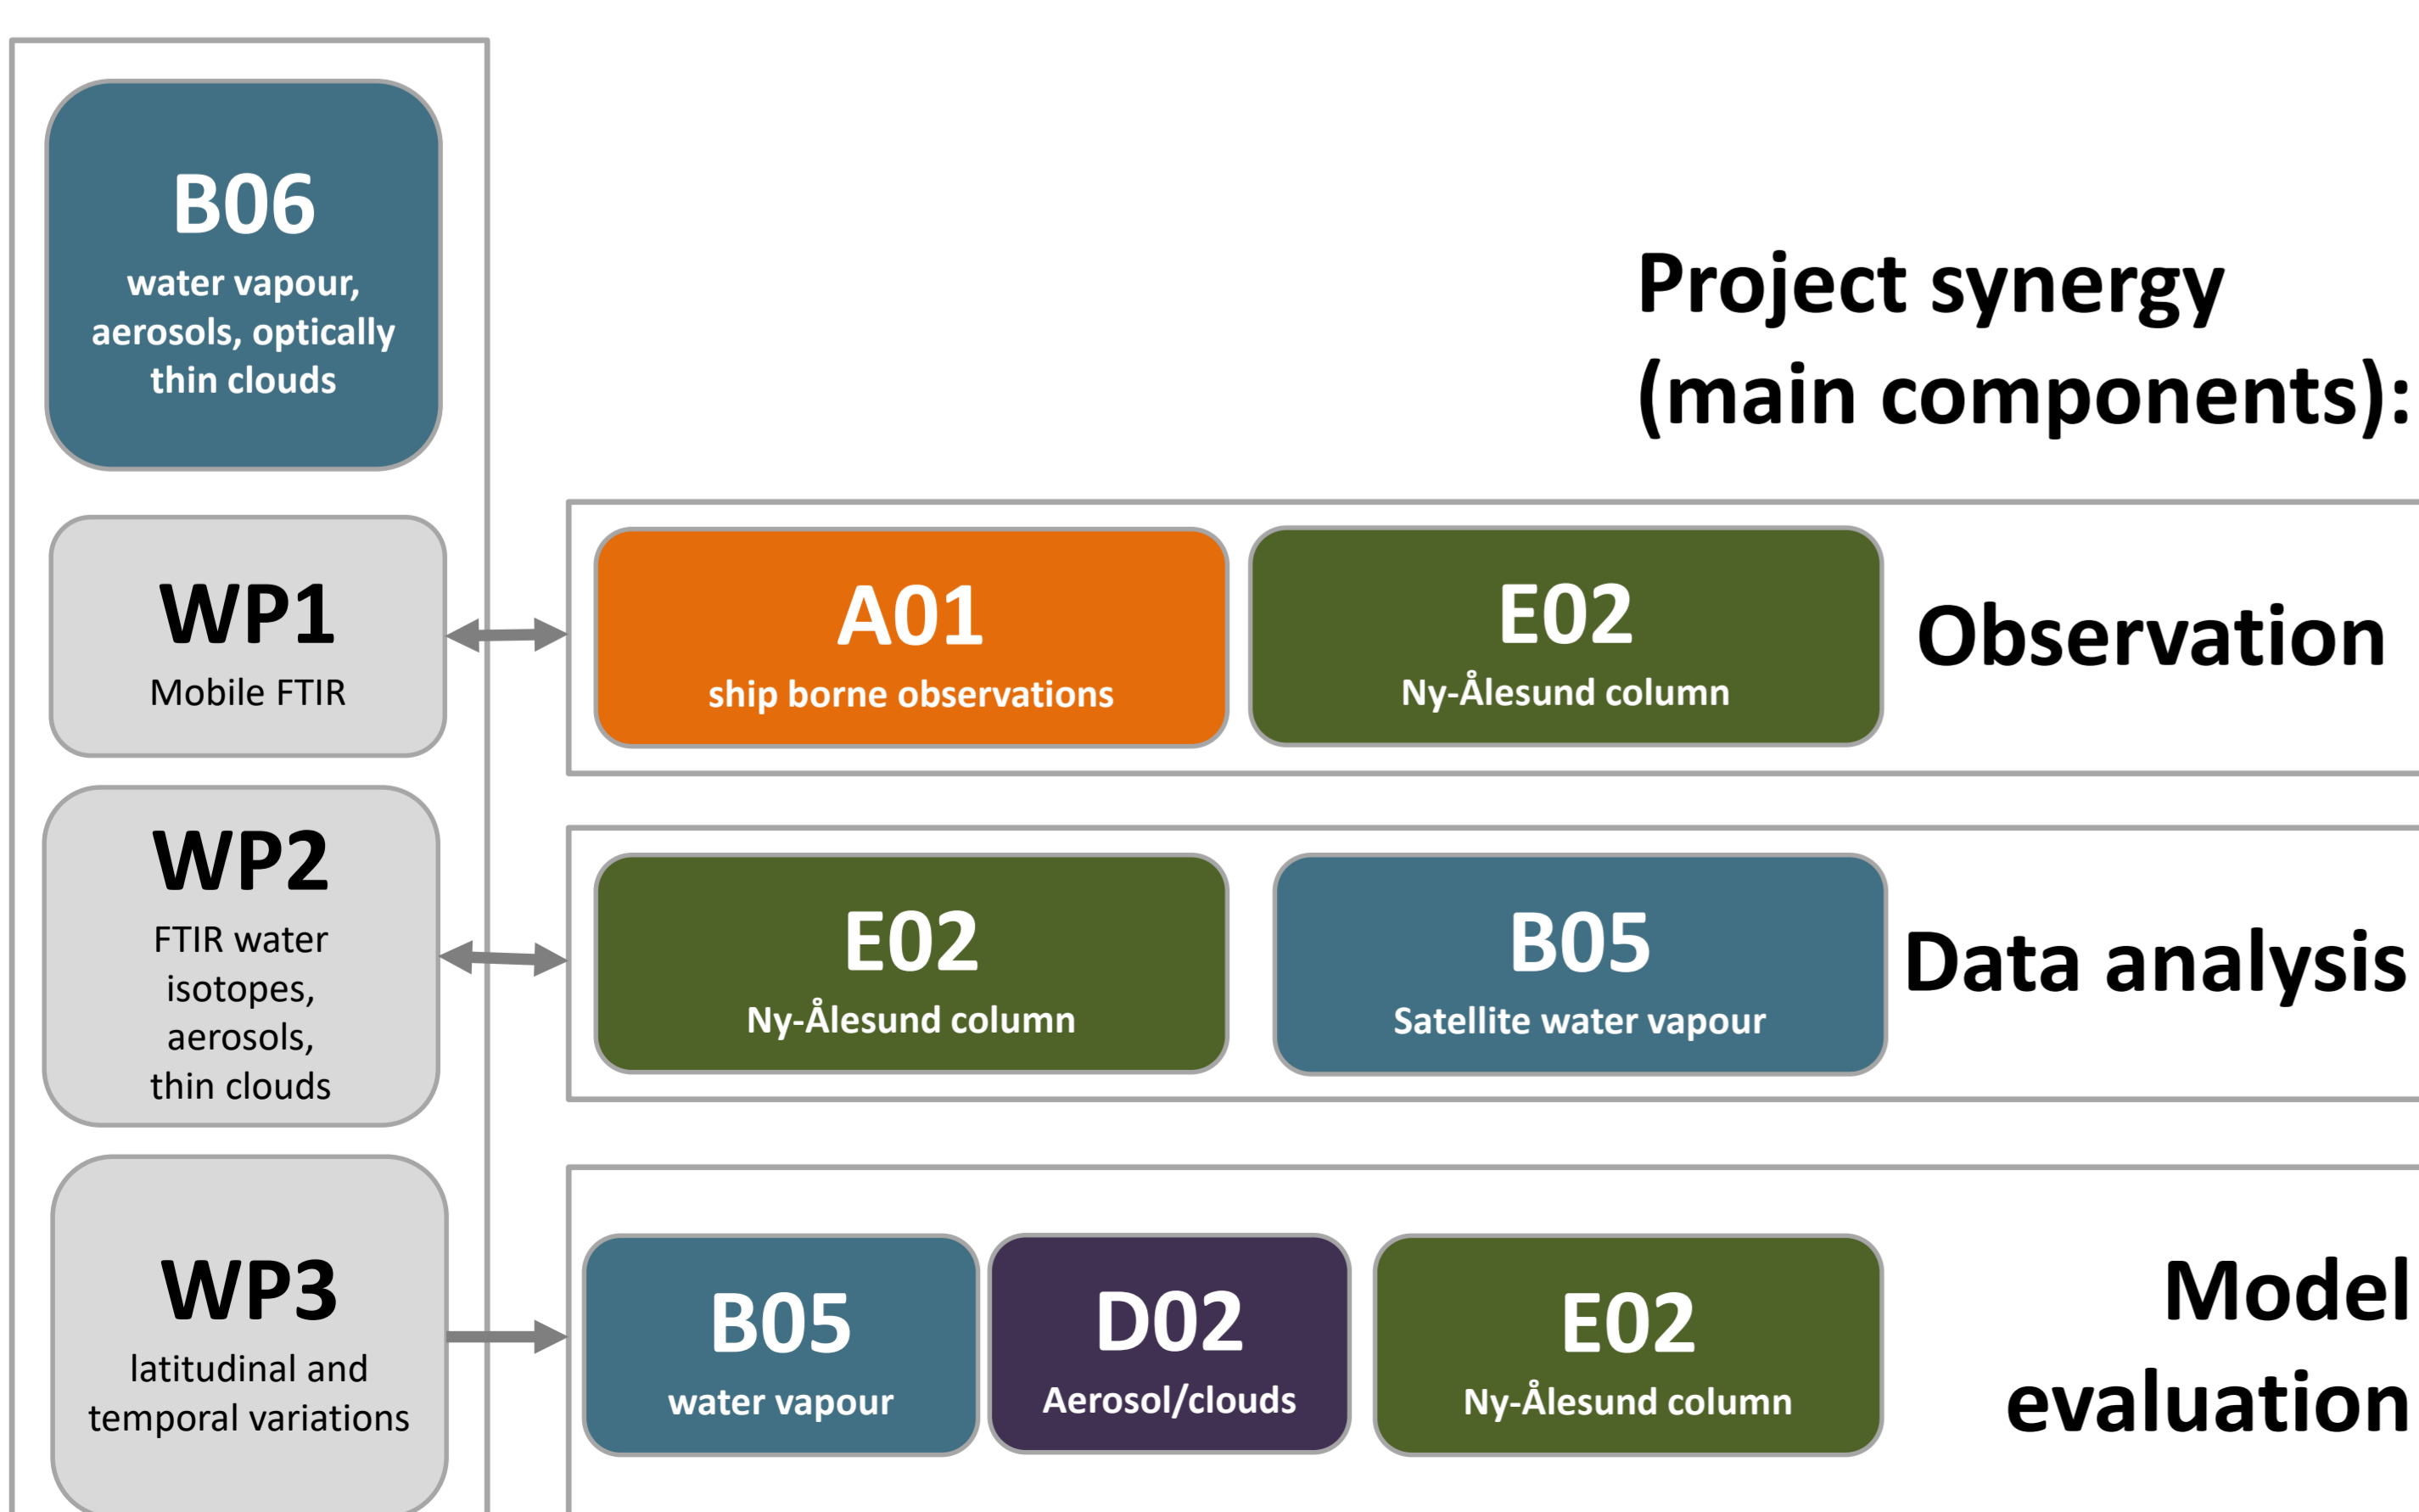 B06
water vapour,
aerosols, optically
thin clouds
Project synergy
(main components):
WP1
Mobile FTIR
A01
ship borne observations
E02
Ny-Ålesund column
Observation
WP2
FTIR water
isotopes,
aerosols,
thin clouds
E02
Ny-Ålesund column
B05
Satellite water vapour
Data analysis
WP3
latitudinal and
temporal variations
B05
water vapour
D02
Aerosol/clouds
E02
Ny-Ålesund column
Model
evaluation